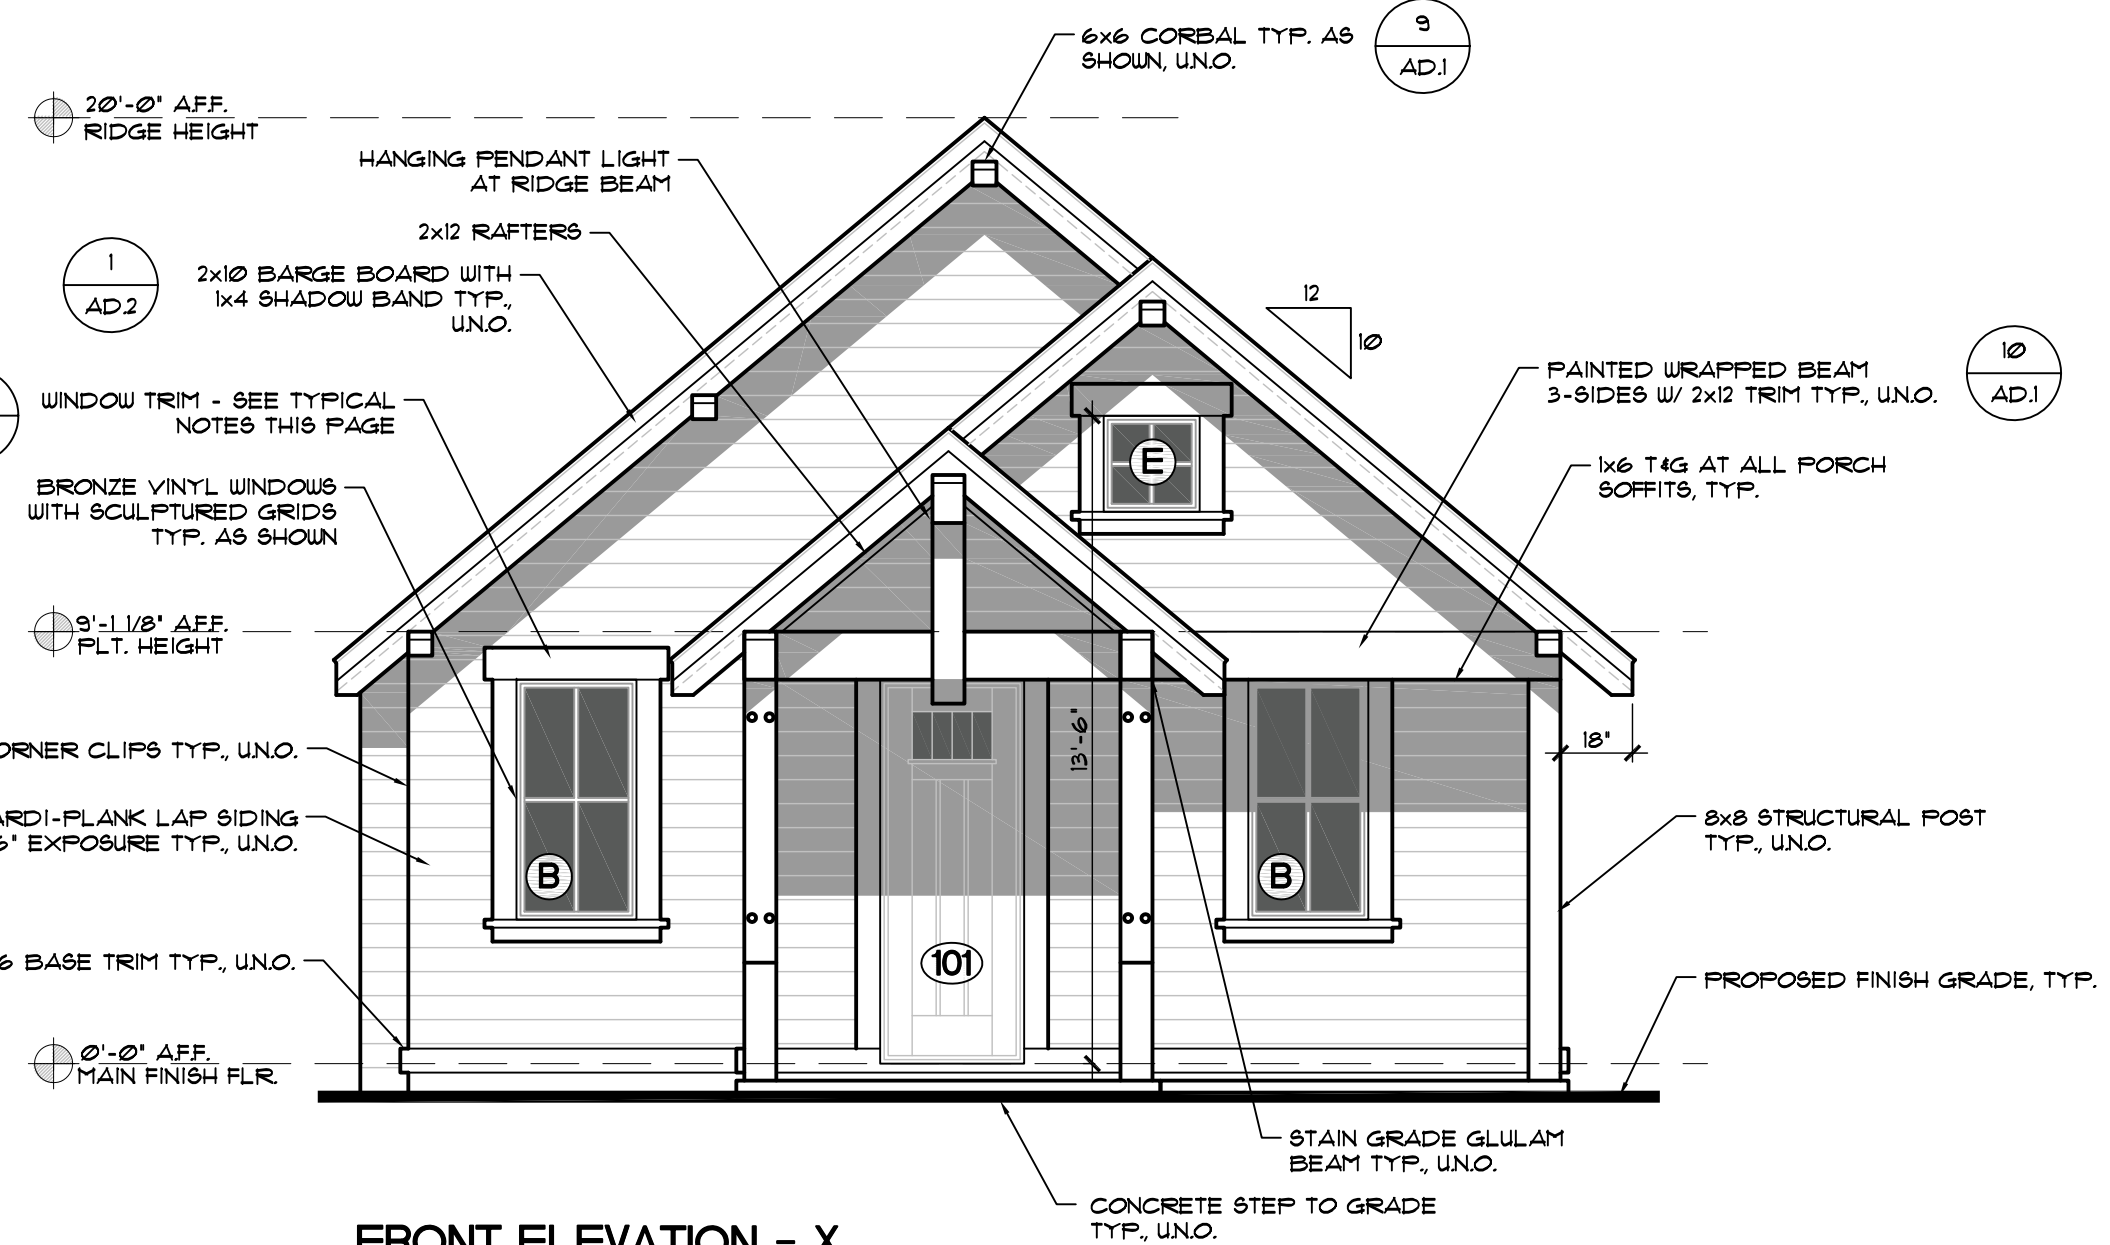 6x6 CORBAL TYP. AS
SHOWN, U.N.O.
9
AD.1
20'-0" A.F.F.
RIDGE HEIGHT
HANGING PENDANT LIGHT
AT RIDGE BEAM
2x12 RAFTERS
1
AD.2
2x10 BARGE BOARD WITH
1x4 SHADOW BAND TYP.,
U.N.O.
12
10
PAINTED WRAPPED BEAM
3-SIDES W/ 2x12 TRIM TYP., U.N.O.
10
AD.1
WINDOW TRIM - SEE TYPICAL
NOTES THIS PAGE
E
1x6 T&G AT ALL PORCH
SOFFITS, TYP.
BRONZE VINYL WINDOWS
WITH SCULPTURED GRIDS
TYP. AS SHOWN
9'-1 1/8" A.F.F.
PLT. HEIGHT
13'-6"
18"
ORNER CLIPS TYP., U.N.O.
ARDI-PLANK LAP SIDING
6" EXPOSURE TYP., U.N.O.
8x8 STRUCTURAL POST
TYP., U.N.O.
B
B
6 BASE TRIM TYP., U.N.O.
101
PROPOSED FINISH GRADE, TYP.
0'-0" A.F.F.
MAIN FINISH FLR.
STAIN GRADE GLULAM
BEAM TYP., U.N.O.
CONCRETE STEP TO GRADE
TYP., U.N.O.
FRONT ELEVATION - X